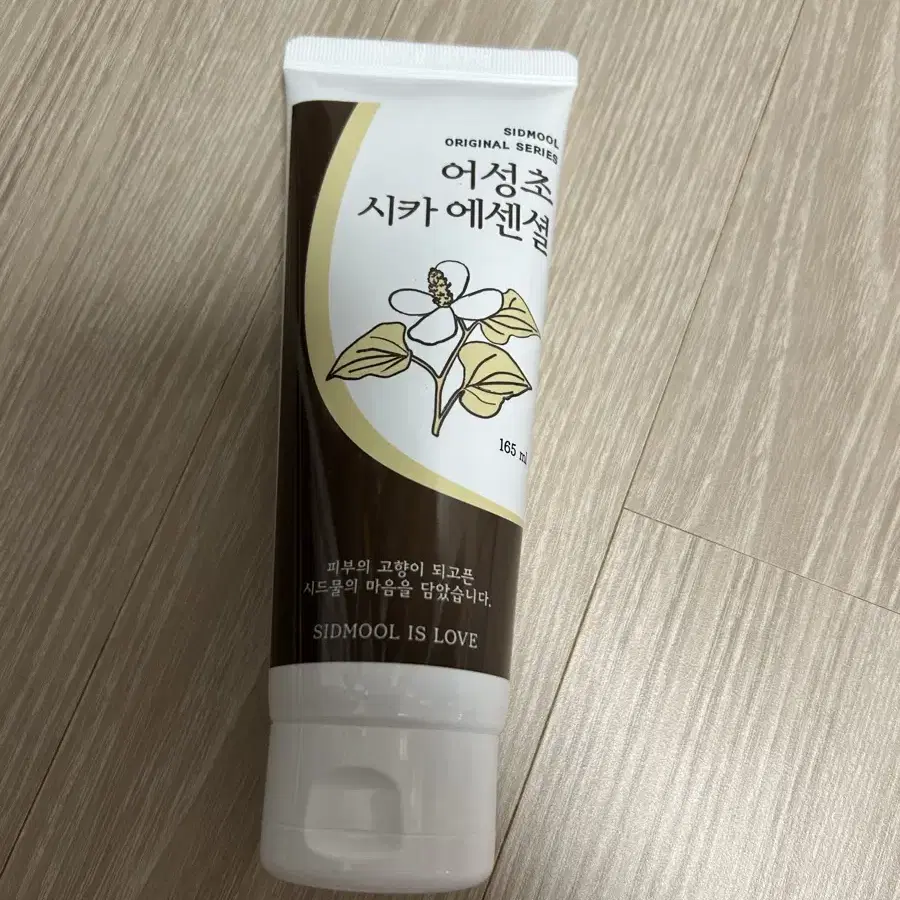 SIDMOOL
ORIGINAL SERIES
어성초
시카 에센셜
165 ml
피부의 고향이 되고픈
시드물의 마음을 담았습니다.
SIDMOOL IS LOVE